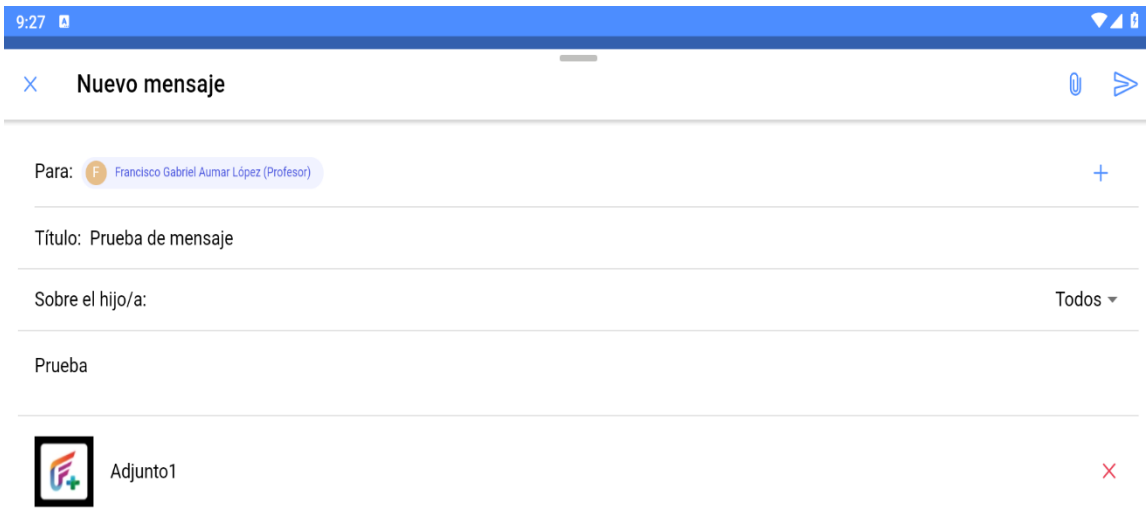 9:27
Nuevo mensaje
Para: F Francisco Gabriel Aumar López (Profesor)
Título: Prueba de mensaje
Sobre el hijo/a: Todos
Prueba
Adjunto1